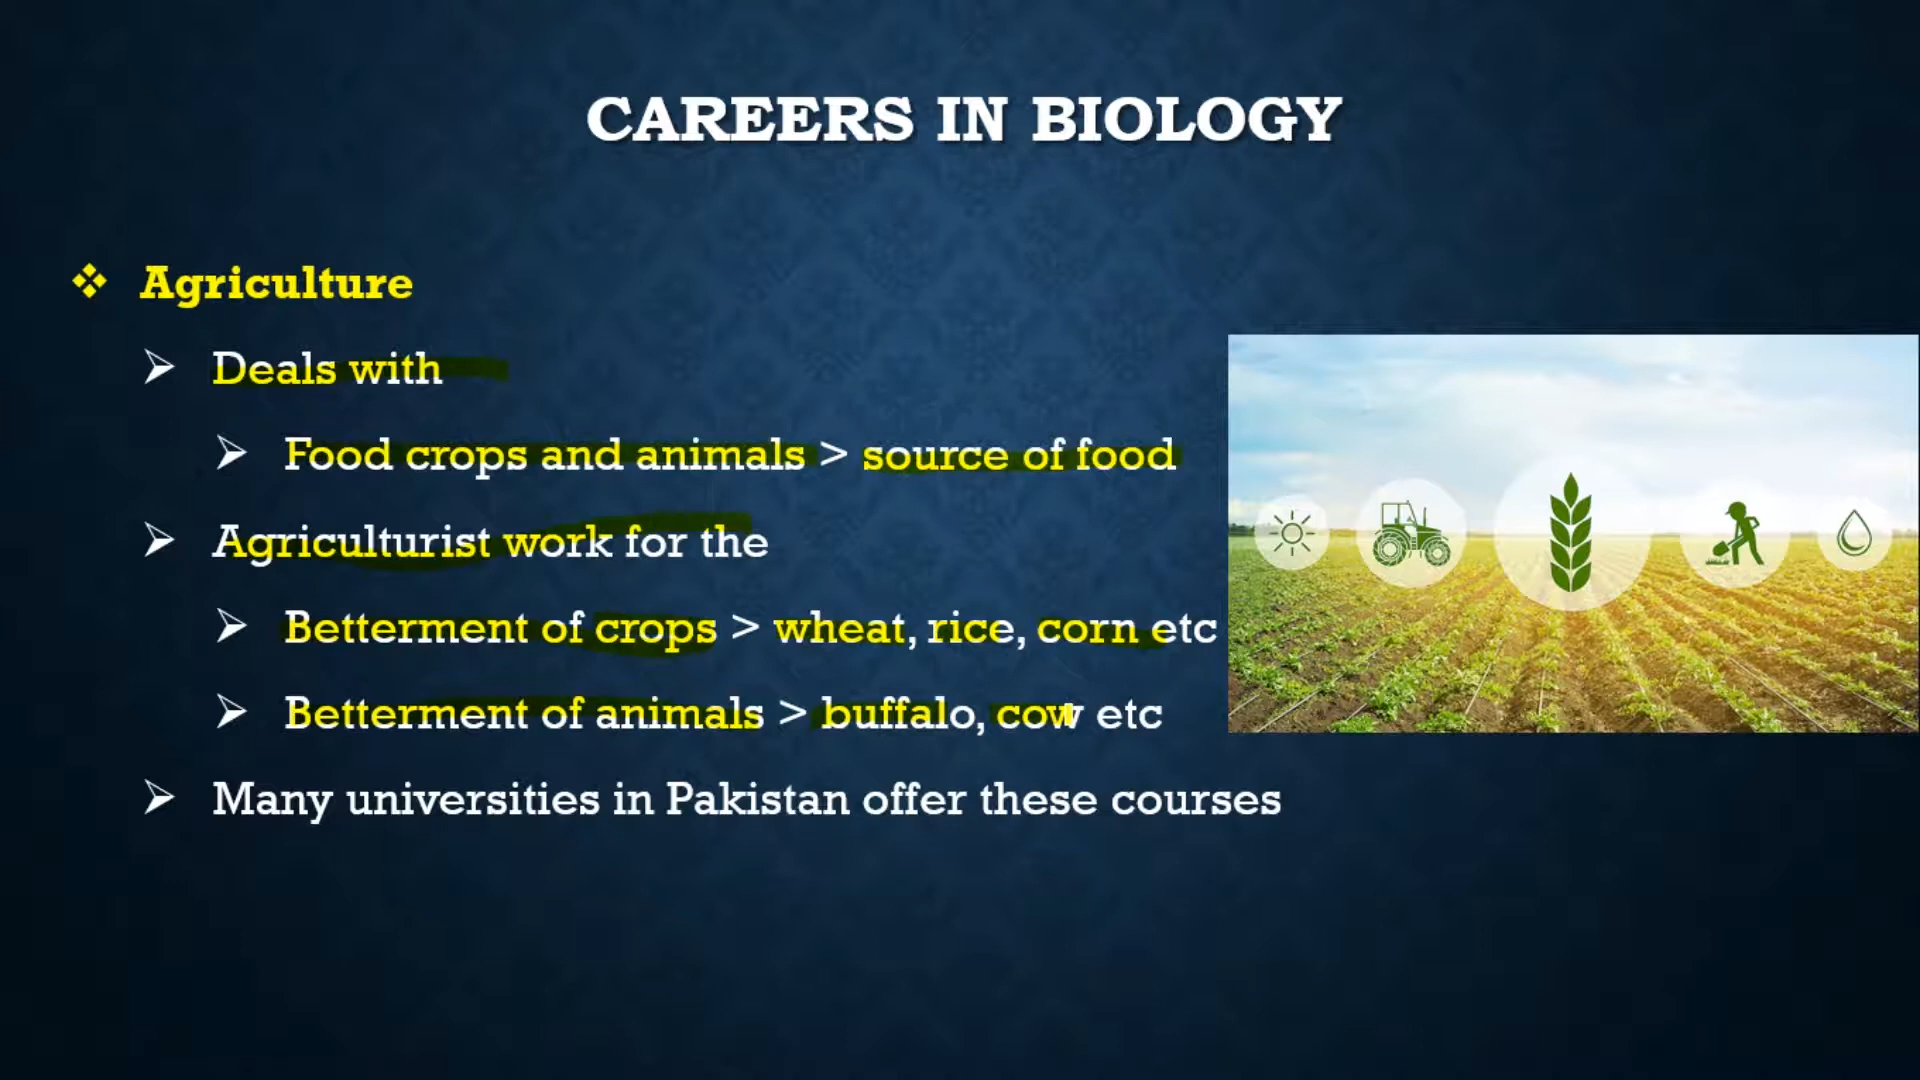 CAREERS IN BIOLOGY
Agriculture
Deals with
Food crops and animals > source of food
Agriculturist work for the
Betterment of crops > wheat, rice, corn etc
Betterment of animals > buffalo, cow etc
Many universities in Pakistan offer these courses